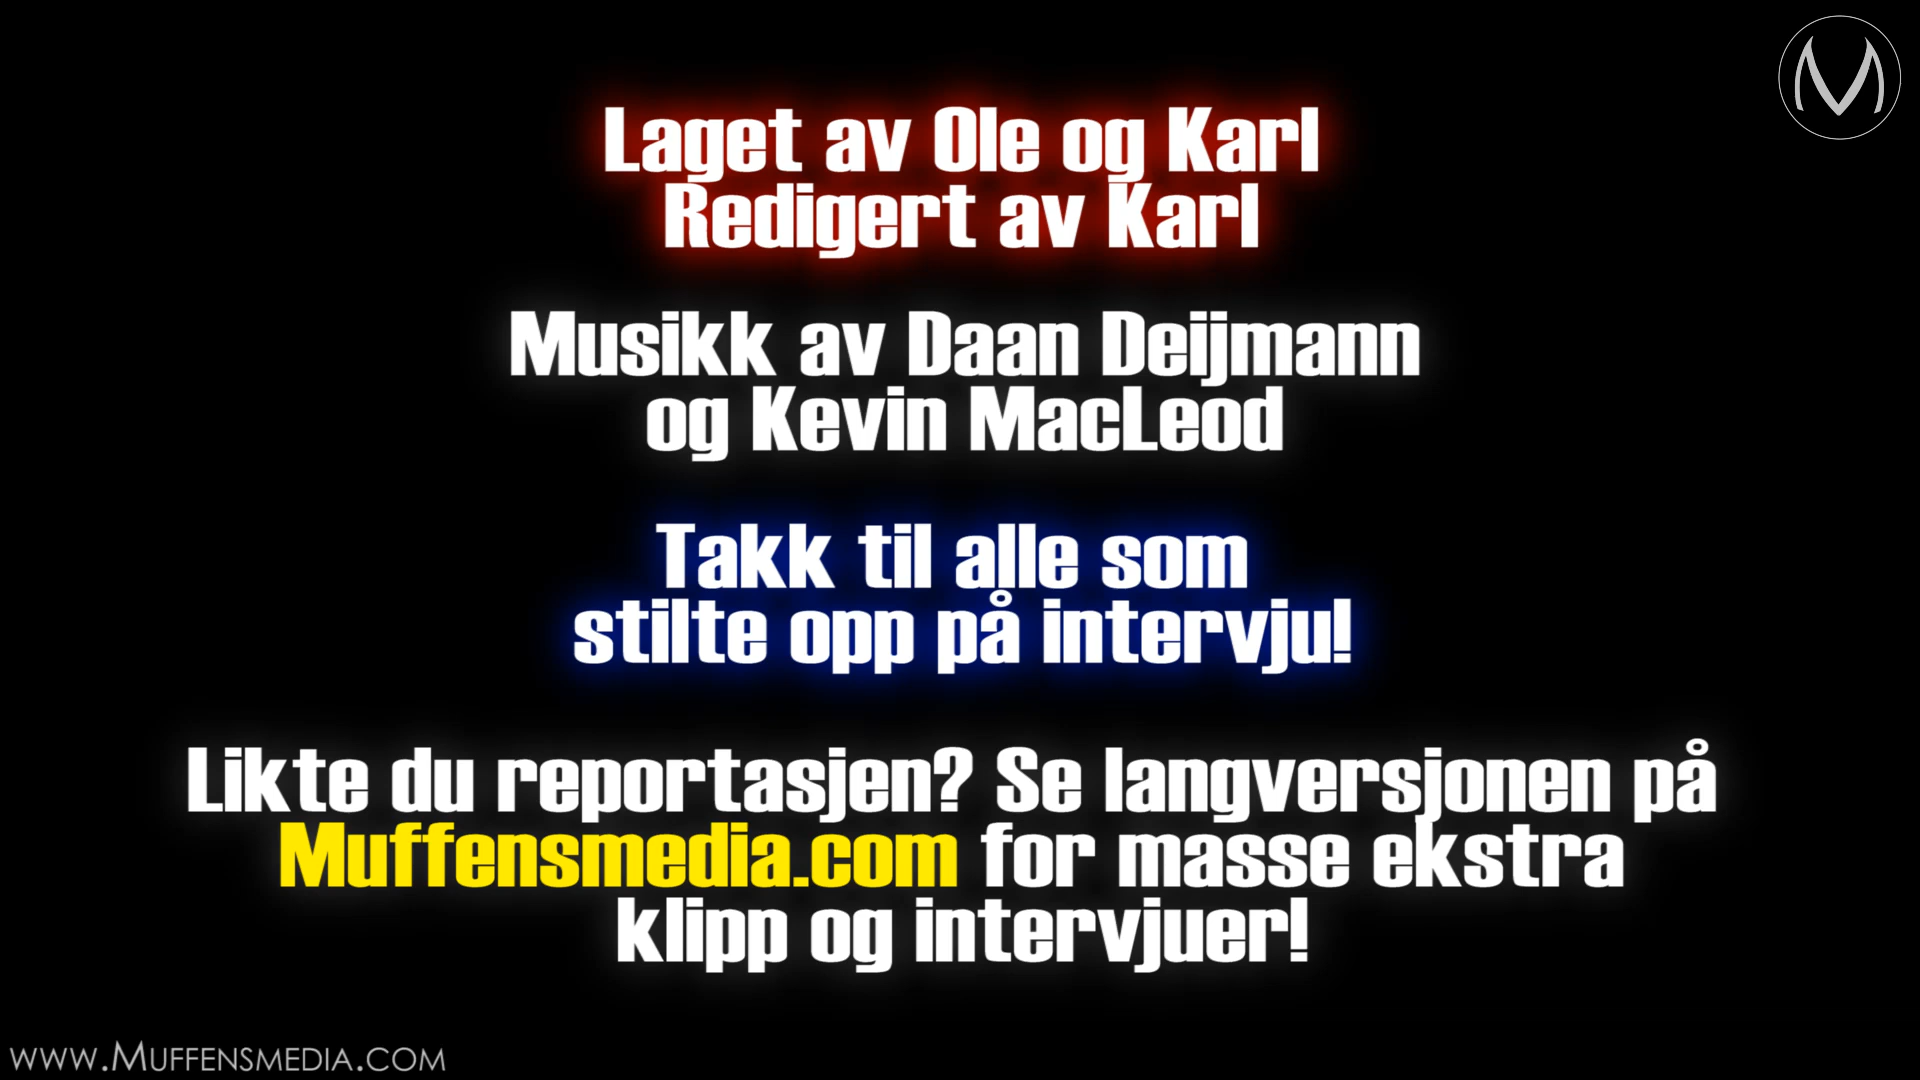 Laget av Ole og Karl
Redigert av Karl
Musikk av Daan Deijmann
og Kevin MacLeod
Takk til alle som
stilte opp på intervju!
Likte du reportasjen? Se langversjonen på
Muffensmedia.com for masse ekstra
klipp og intervjuer!
www.Muffensmedia.com